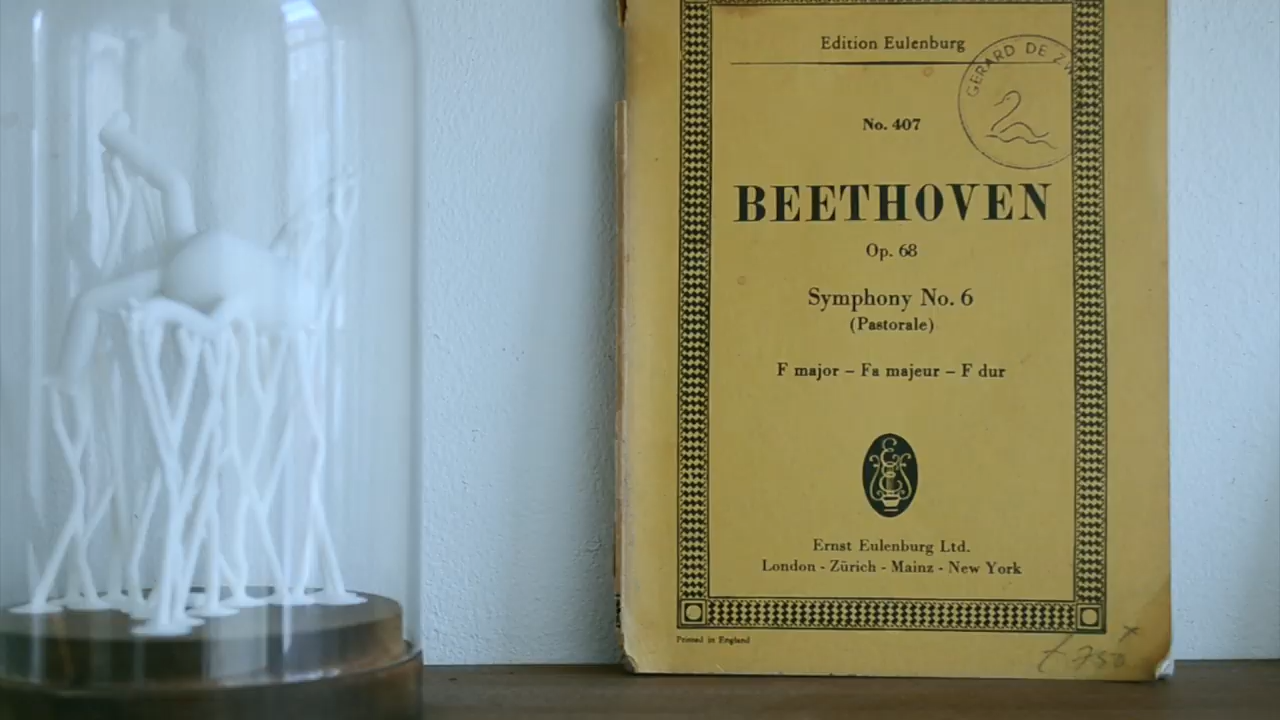 Edition Eulenburg
GERARD DE ZW
No. 407
BEETHOVEN
Op. 68
Symphony No. 6
(Pastorale)
F major – Fa majeur – F dur
Ernst Eulenburg Ltd.
London - Zürich - Mainz - New York
Printed in England